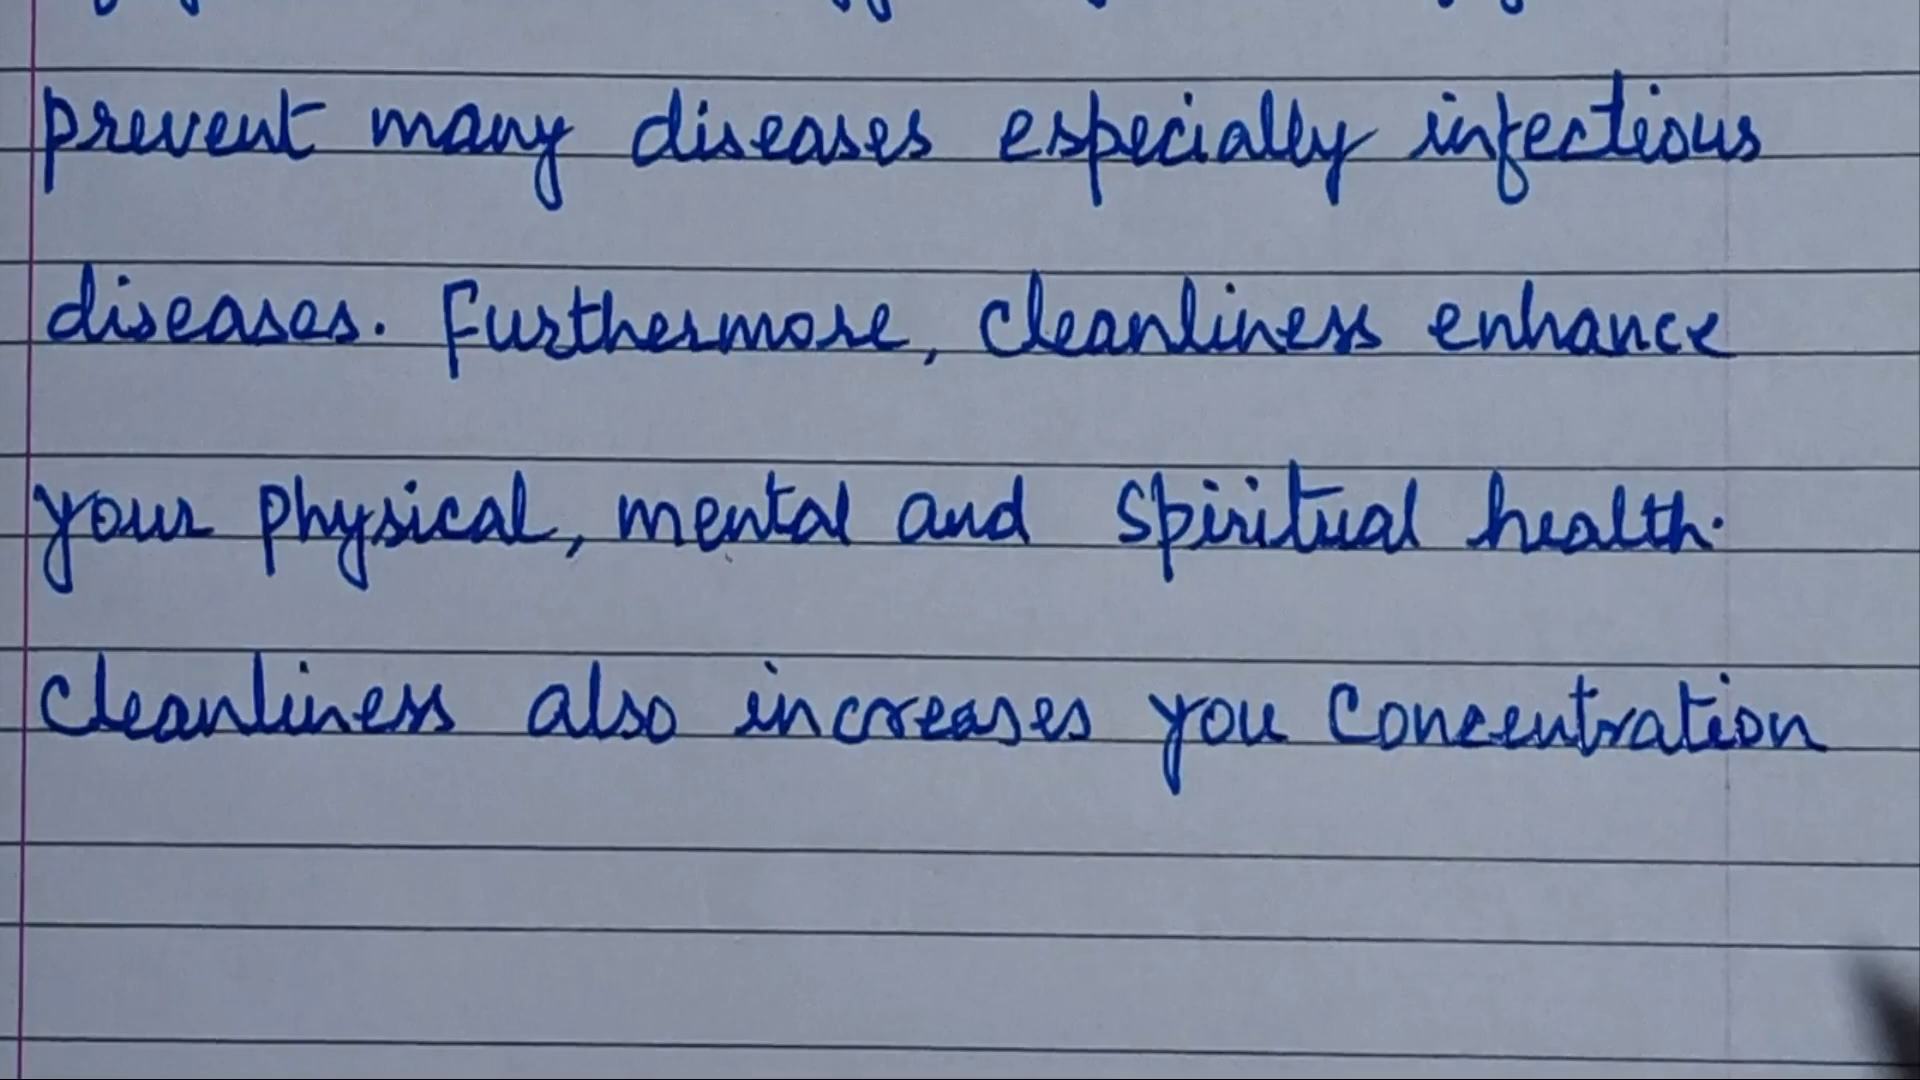 prevent many diseases especially infectious
diseases. Furthermore, cleanliness enhance
your physical, mental and spiritual health.
cleanliness also increases you concentration